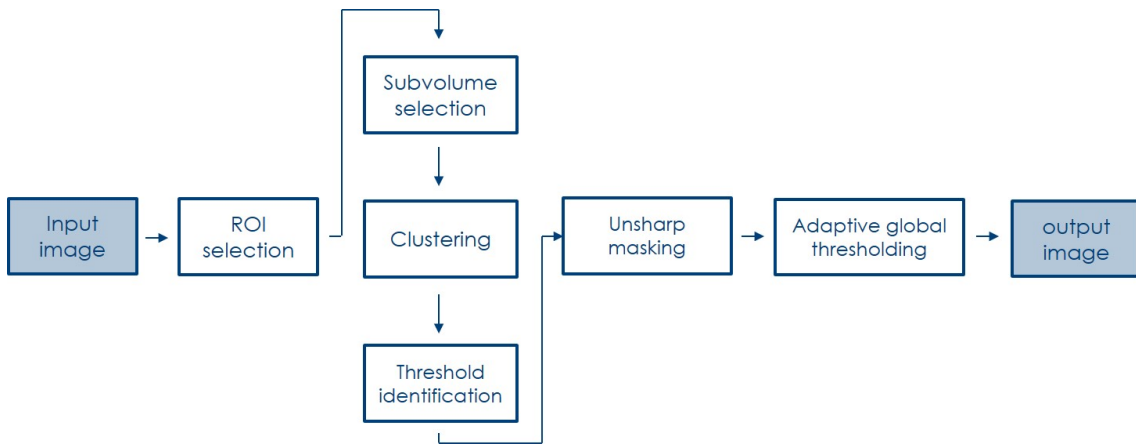 Input
image
ROI
selection
Subvolume
selection
Clustering
Threshold
identification
Unsharp
masking
Adaptive global
thresholding
output
image